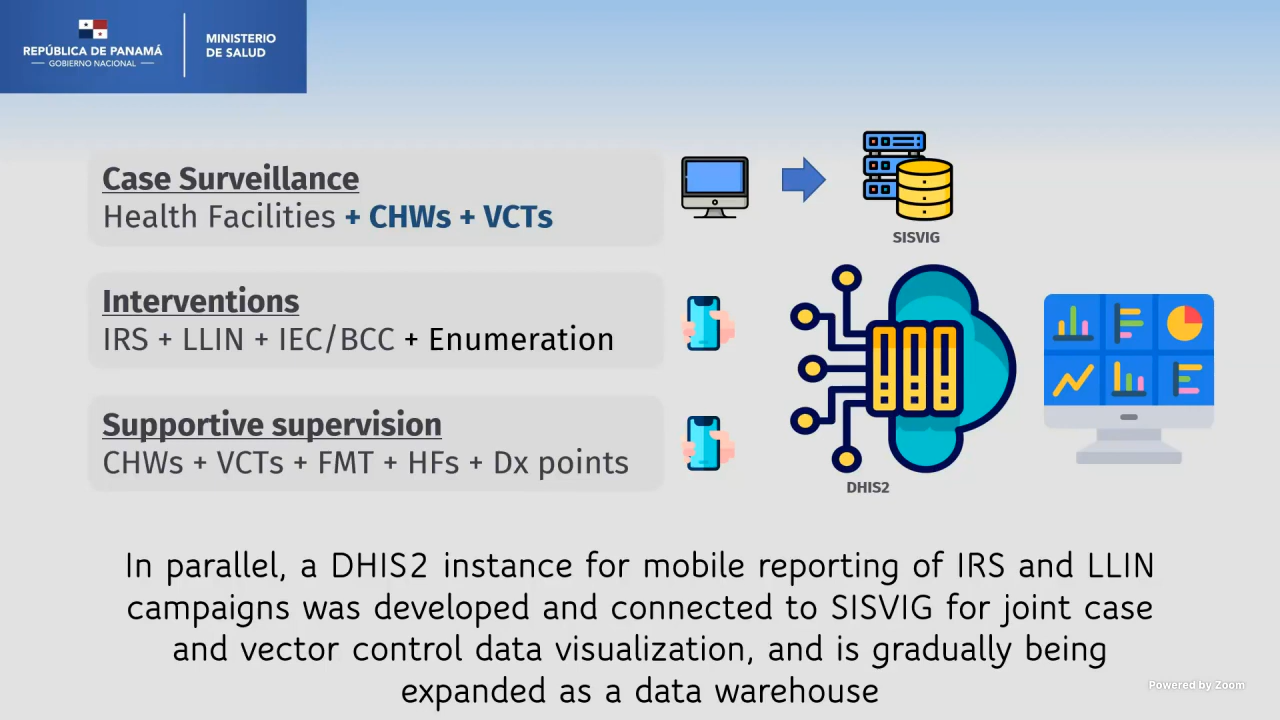 REPÚBLICA DE PANAMÁ
GOBIERNO NACIONAL
MINISTERIO
DE SALUD
Case Surveillance
Health Facilities + CHWs + VCTs
SISVIG
Interventions
IRS + LLIN + IEC/BCC + Enumeration
Supportive supervision
CHWs + VCTs + FMT + HFs + Dx points
DHIS2
In parallel, a DHIS2 instance for mobile reporting of IRS and LLIN
campaigns was developed and connected to SISVIG for joint case
and vector control data visualization, and is gradually being
expanded as a data warehouse
Powered by Zoom